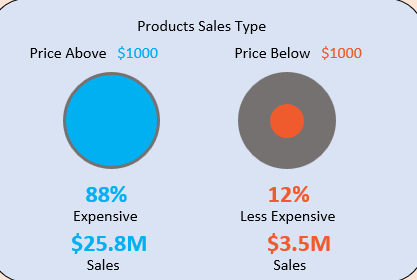 Products Sales Type
Price Above $1000
Price Below $1000
88%
Expensive
$25.8M
Sales
12%
Less Expensive
$3.5M
Sales